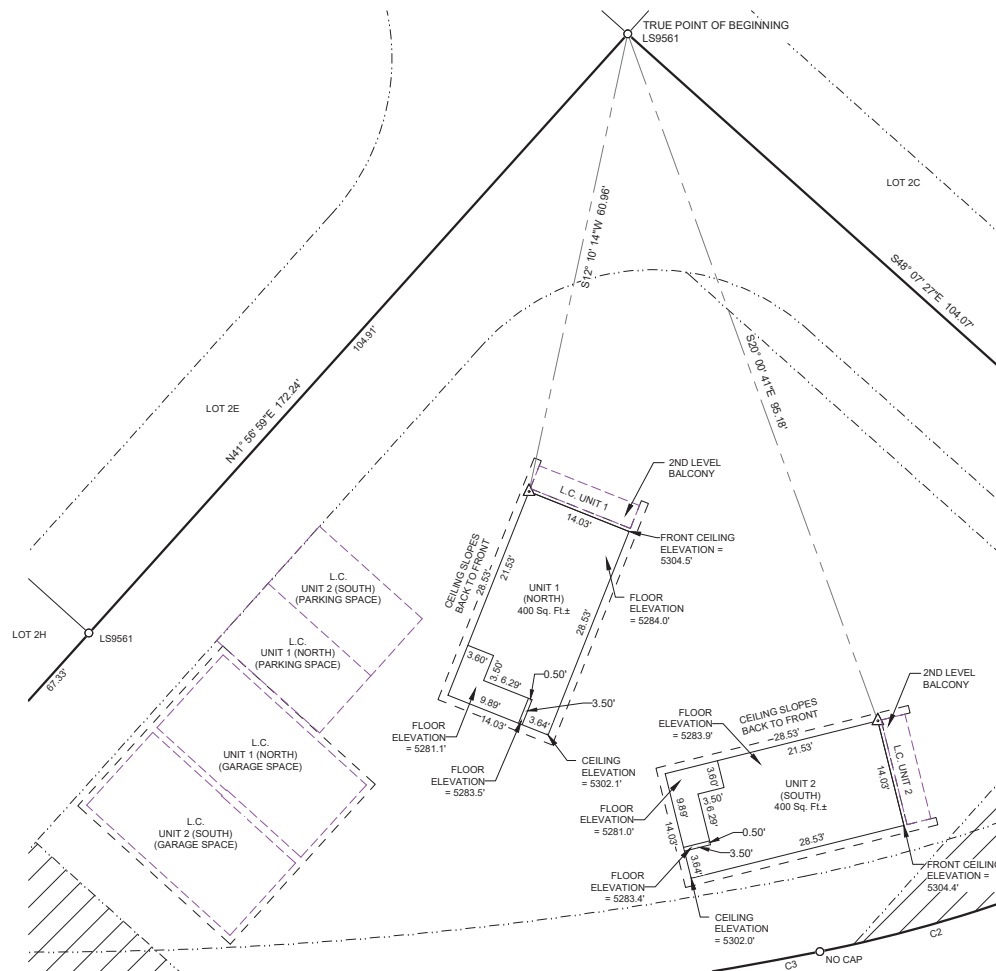 TRUE POINT OF BEGINNING
LS9561
LOT 2C
S12° 10' 14"W 60.96'
S48° 07' 27"E 104.07'
104.91'
S20° 00' 41"E 95.18'
LOT 2E
N41° 56' 59"E 172.24'
2ND LEVEL
BALCONY
L.C. UNIT 1
14.03'
FRONT CEILING
ELEVATION =
5304.5'
CEILING SLOPES
BACK TO FRONT
28.53'
21.53'
L.C.
UNIT 2 (SOUTH)
(PARKING SPACE)
UNIT 1
(NORTH)
400 Sq. Ft.±
FLOOR
ELEVATION
= 5284.0'
28.53'
LOT 2H
LS9561
L.C.
UNIT 1 (NORTH)
(PARKING SPACE)
3.60'
3.50'
6.29'
0.50'
67.33'
9.89'
3.50'
14.03'
3.64'
2ND LEVEL
BALCONY
FLOOR
ELEVATION
= 5281.1'
FLOOR
ELEVATION
= 5283.9'
CEILING SLOPES
BACK TO FRONT
28.53'
21.53'
L.C.
UNIT 1 (NORTH)
(GARAGE SPACE)
FLOOR
ELEVATION
= 5283.5'
CEILING
ELEVATION
= 5302.1'
3.60'
L.C. UNIT 2
14.03'
UNIT 2
(SOUTH)
400 Sq. Ft.±
3.50'
6.29'
9.89'
14.03'
FLOOR
ELEVATION
= 5281.0'
L.C.
UNIT 2 (SOUTH)
(GARAGE SPACE)
0.50'
3.50'
28.53'
3.64'
FLOOR
ELEVATION
= 5283.4'
FRONT CEILING
ELEVATION =
5304.4'
CEILING
ELEVATION
= 5302.0'
C2
NO CAP
C3